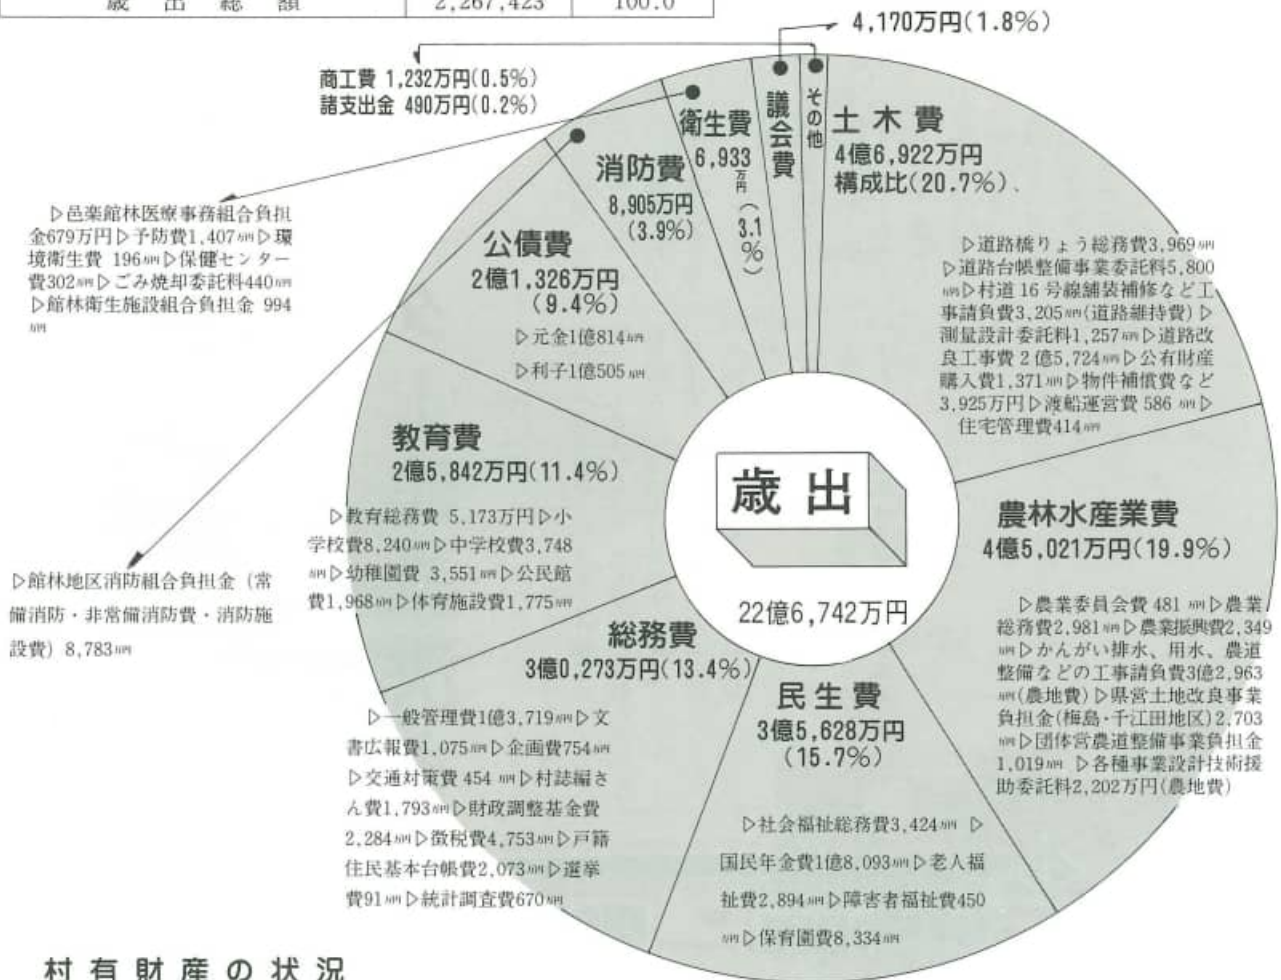 歳出総額 2,267,423 100.0
4,170万円(1.8%)
商工費 1,232万円(0.5%)
諸支出金 490万円(0.2%)
議会費
その他
土木費
4億6,922万円
構成比(20.7%)
▷道路橋りょう総務費3,969万円
▷道路台帳整備事業委託料5,800
万円▷村道16号線舗装補修など工
事請負費3,205万円(道路維持費)▷
測量設計委託料1,257万円▷道路改
良工事費2億5,724万円▷公有財産
購入費1,371万円▷物件補償費など
3,925万円▷渡船運営費586万円▷
住宅管理費414万円
衛生費
6,933万円(3.1%)
▷邑楽館林医療事務組合負担
金679万円▷予防費1,407万円▷環
境衛生費 196万円▷保健センター
費302万円▷ごみ焼却委託料440万円
▷館林衛生施設組合負担金 994
万円
消防費
8,905万円
(3.9%)
▷館林地区消防組合負担金(常
備消防・非常備消防費・消防施
設費)8,783万円
公債費
2億1,326万円
(9.4%)
▷元金1億814万円
▷利子1億505万円
教育費
2億5,842万円(11.4%)
▷教育総務費 5,173万円▷小
学校費8,240万円▷中学校費3,748
万円▷幼稚園費 3,551万円▷公民館
費1,968万円▷体育施設費1,775万円
歳出
22億6,742万円
農林水産業費
4億5,021万円(19.9%)
▷農業委員会費481万円▷農業
総務費2,981万円▷農業振興費2,349
万円▷かんがい排水、用水、農道
整備などの工事請負費3億2,963
万円(農地費)▷県営土地改良事業
負担金(梅島・千江田地区)2,703
万円▷団体営農道整備事業負担金
1,019万円 ▷各種事業設計技術援
助委託料2,202万円(農地費)
総務費
3億0,273万円(13.4%)
▷一般管理費1億3,719万円▷文
書広報費1,075万円▷企画費754万円
▷交通対策費454万円▷村誌編さ
ん費1,793万円▷財政調整基金費
2,284万円▷徴税費4,753万円▷戸籍
住民基本台帳費2,073万円▷選挙
費91万円▷統計調査費670万円
民生費
3億5,628万円
(15.7%)
▷社会福祉総務費3,424万円 ▷
国民年金費1億8,093万円▷老人福
祉費2,894万円▷障害者福祉費450
万円▷保育園費8,334万円
村有財産の状況